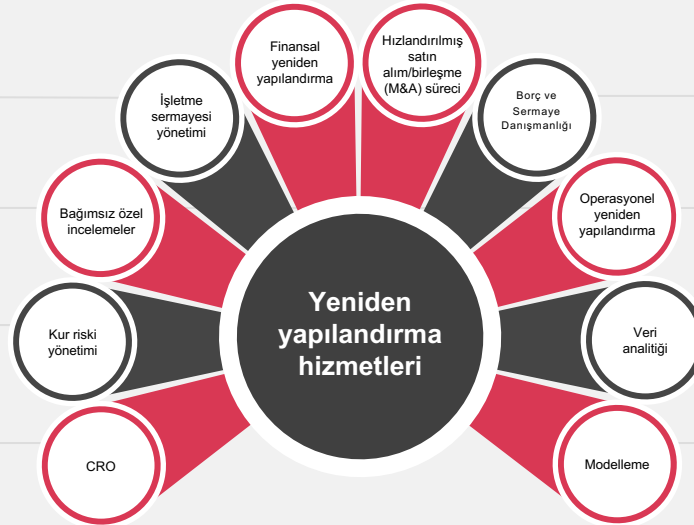 Finansal
yeniden
yapılandırma
Hızlandırılmış
satın
alım/birleşme
(M&A) süreci
İşletme
sermayesi
yönetimi
Borç ve
Sermaye
Danışmanlığı
Bağımsız özel
incelemeler
Operasyonel
yeniden
yapılandırma
Kur riski
yönetimi
Yeniden
yapılandırma
hizmetleri
Veri
analitiği
CRO
Modelleme